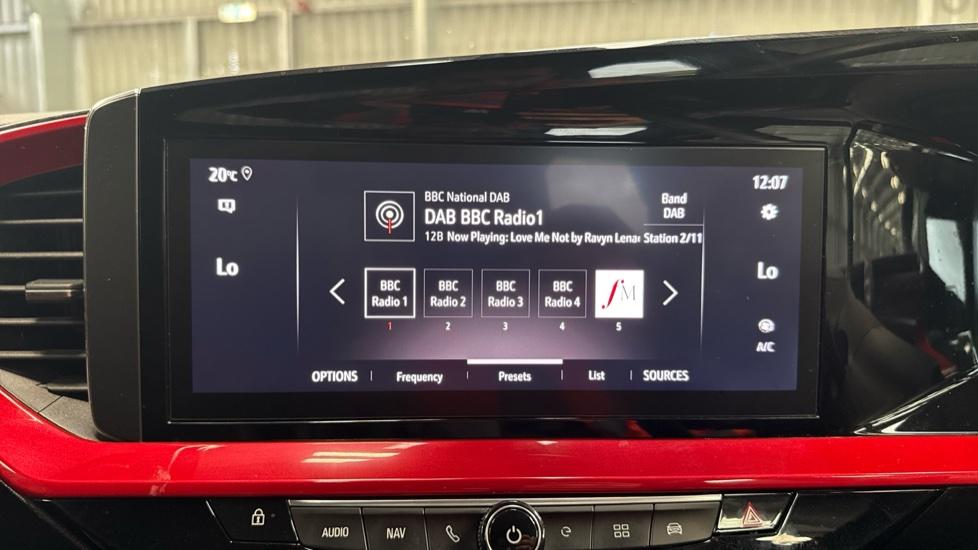 20°C
12:07
BBC National DAB
DAB BBC Radio1
12B Now Playing: Love Me Not by Ravyn Lena
Band
DAB
Station 2/11
Lo
Lo
BBC
Radio 1
BBC
Radio 2
BBC
Radio 3
BBC
Radio 4
fM
1
2
3
4
5
A/C
OPTIONS
Frequency
Presets
List
SOURCES
AUDIO
NAV